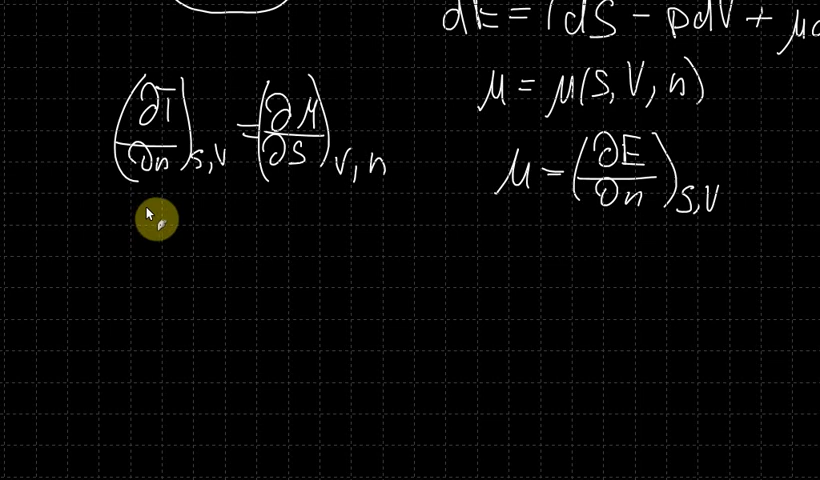 dE = TdS - pdV + μ
μ = μ(S, V, n)
(∂T/∂n)S,V = (∂μ/∂S)V,n
μ = (∂E/∂n)S,V